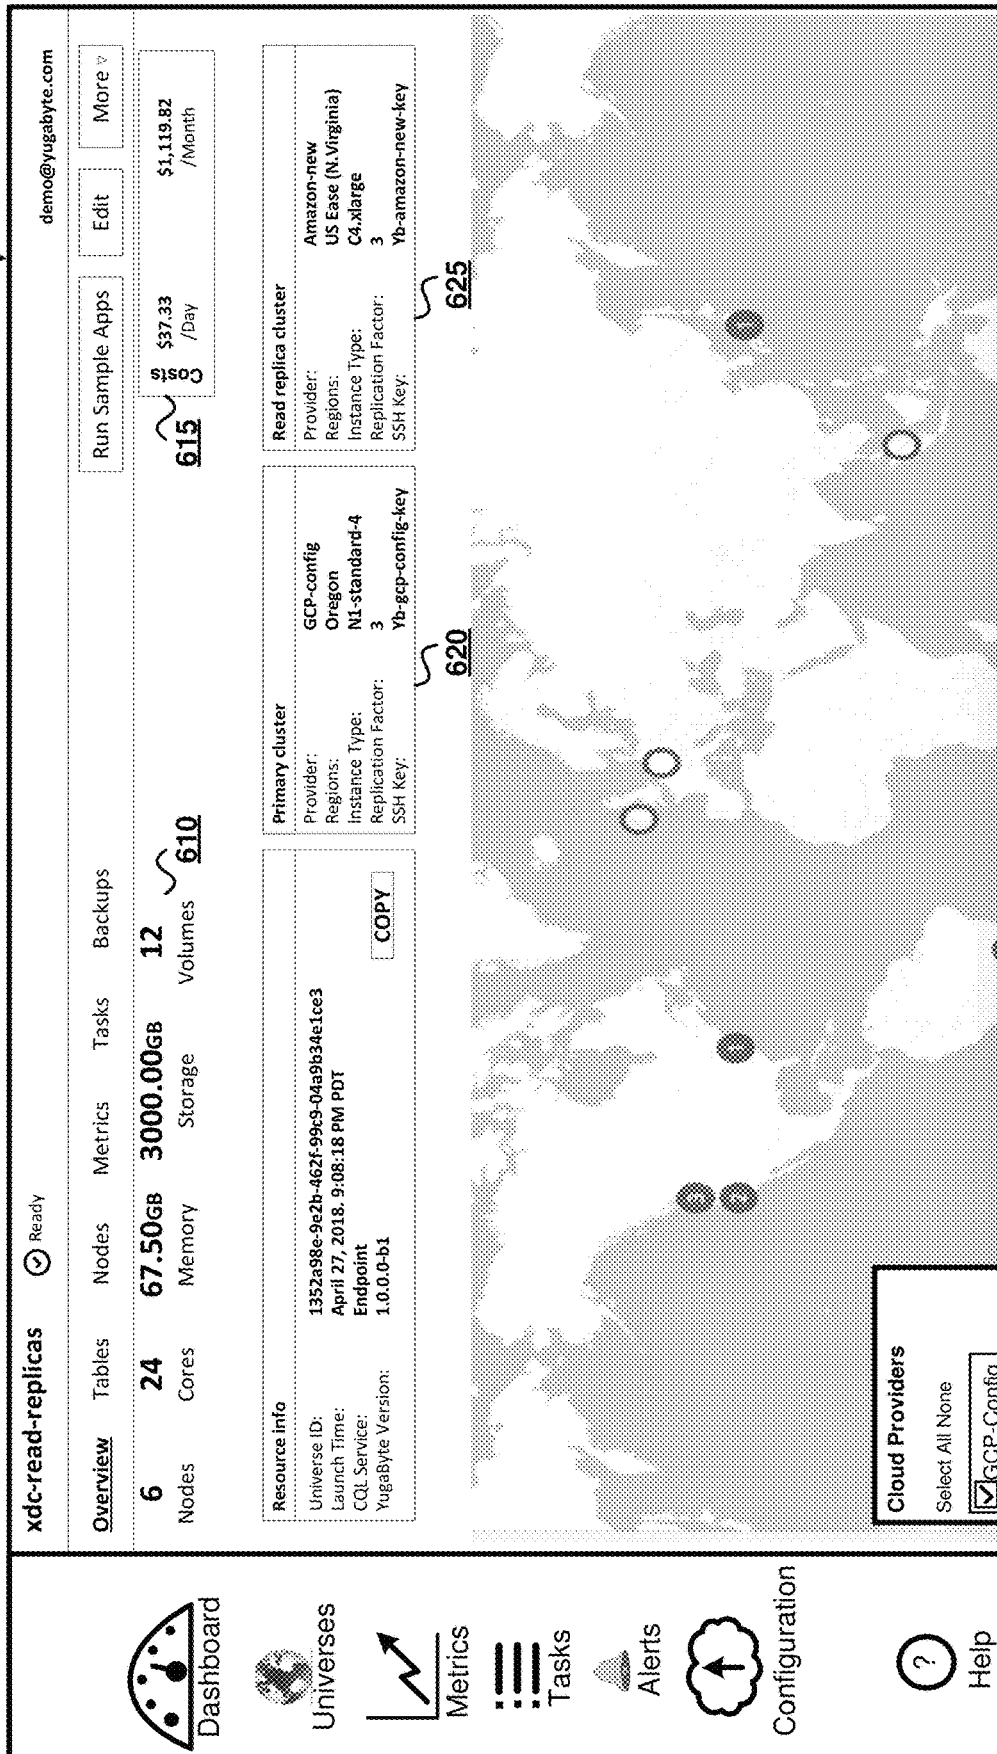 demo@yugabyte.com
xdc-read-replicas Ready
Overview Tables Nodes Metrics Tasks Backups Run Sample Apps Edit More
6 24 67.50GB 3000.00GB 12
Nodes Cores Memory Storage Volumes
610
Costs $37.33 $1,119.82
/Day /Month
615
Resource info
Universe ID: 1352a98e-9e2b-462f-99c9-04a9b34e1ce3
Launch Time: April 27, 2018. 9:08:18 PM PDT
CQL Service: Endpoint
YugaByte Version: 1.0.0.0-b1
COPY
Primary cluster
Provider: GCP-config
Regions: Oregon
Instance Type: N1-standard-4
Replication Factor: 3
SSH Key: Yb-gcp-config-key
620
Read replica cluster
Provider: Amazon-new
Regions: US Ease (N.Virginia)
Instance Type: C4.xlarge
Replication Factor: 3
SSH Key: Yb-amazon-new-key
625
Dashboard
Universes
Metrics
Tasks
Alerts
Configuration
?
Help
Cloud Providers
Select All None
GCP-Config